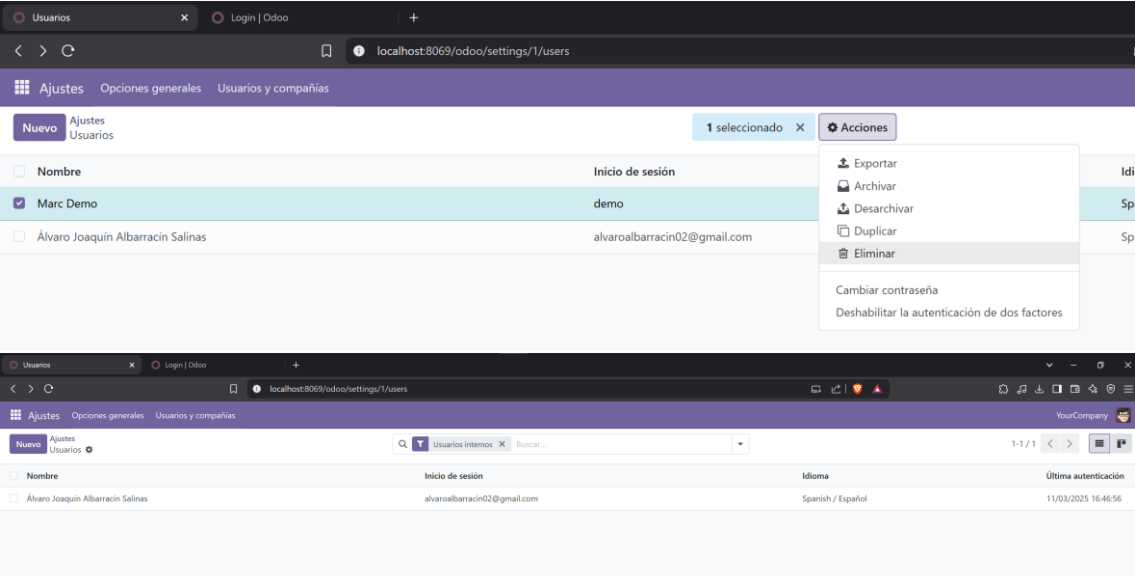 Usuarios
Login | Odoo
localhost:8069/odoo/settings/1/users
Ajustes Opciones generales Usuarios y compañías
Nuevo
Ajustes
Usuarios
1 seleccionado
Acciones
Nombre Inicio de sesión Idi
Marc Demo demo Sp
Álvaro Joaquín Albarracín Salinas alvaroalbarracin02@gmail.com Sp
Exportar
Archivar
Desarchivar
Duplicar
Eliminar
Cambiar contraseña
Deshabilitar la autenticación de dos factores
Usuarios
Login | Odoo
localhost:8069/odoo/settings/1/users
Ajustes Opciones generales Usuarios y compañías YourCompany
Nuevo
Ajustes
Usuarios
Usuarios internos Buscar...
1-1 / 1
Nombre Inicio de sesión Idioma Última autenticación
Álvaro Joaquín Albarracín Salinas alvaroalbarracin02@gmail.com Spanish / Español 11/03/2025 16:46:56